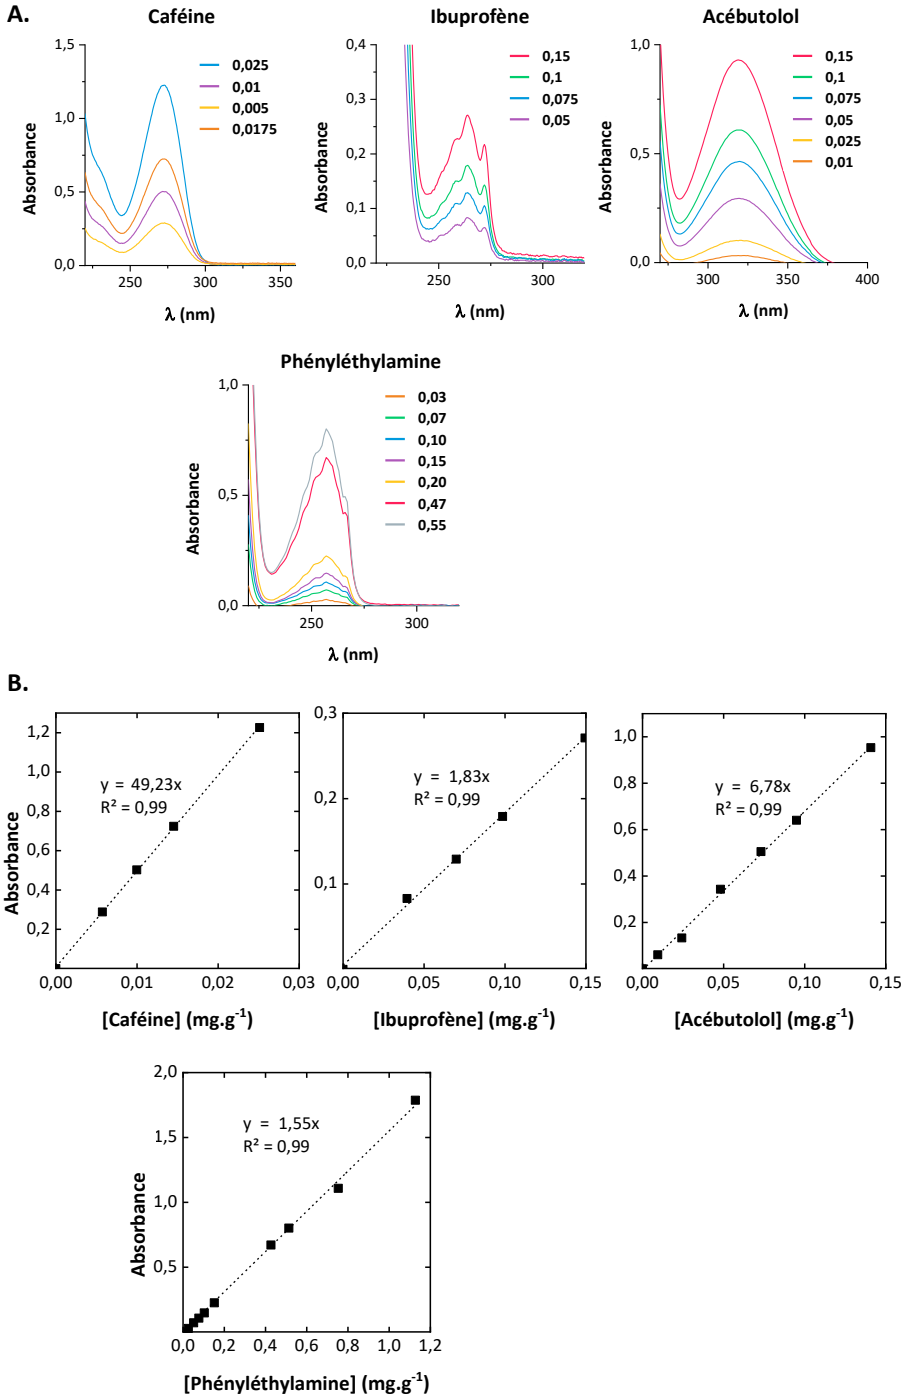 A.
Caféine
Absorbance
1,5
1,0
0,5
0,0
0,025
0,01
0,005
0,0175
250
300
350
λ (nm)
Ibuprofène
Absorbance
0,4
0,3
0,2
0,1
0,0
0,15
0,1
0,075
0,05
250
300
λ (nm)
Acébutolol
Absorbance
1,0
0,5
0,0
0,15
0,1
0,075
0,05
0,025
0,01
300
350
400
λ (nm)
Phényléthylamine
Absorbance
1,0
0,5
0,0
0,03
0,07
0,10
0,15
0,20
0,47
0,55
250
300
λ (nm)
B.
Absorbance
1,2
1,0
0,8
0,6
0,4
0,2
y = 49,23x
R² = 0,99
0,00
0,01
0,02
0,03
[Caféine] (mg.g⁻¹)
0,3
0,2
0,1
y = 1,83x
R² = 0,99
0,00
0,05
0,10
0,15
[Ibuprofène] (mg.g⁻¹)
1,0
0,8
0,6
0,4
0,2
y = 6,78x
R² = 0,99
0,00
0,05
0,10
0,15
[Acébutolol] (mg.g⁻¹)
Absorbance
2,0
1,5
1,0
0,5
y = 1,55x
R² = 0,99
0,0
0,2
0,4
0,6
0,8
1,0
1,2
[Phényléthylamine] (mg.g⁻¹)